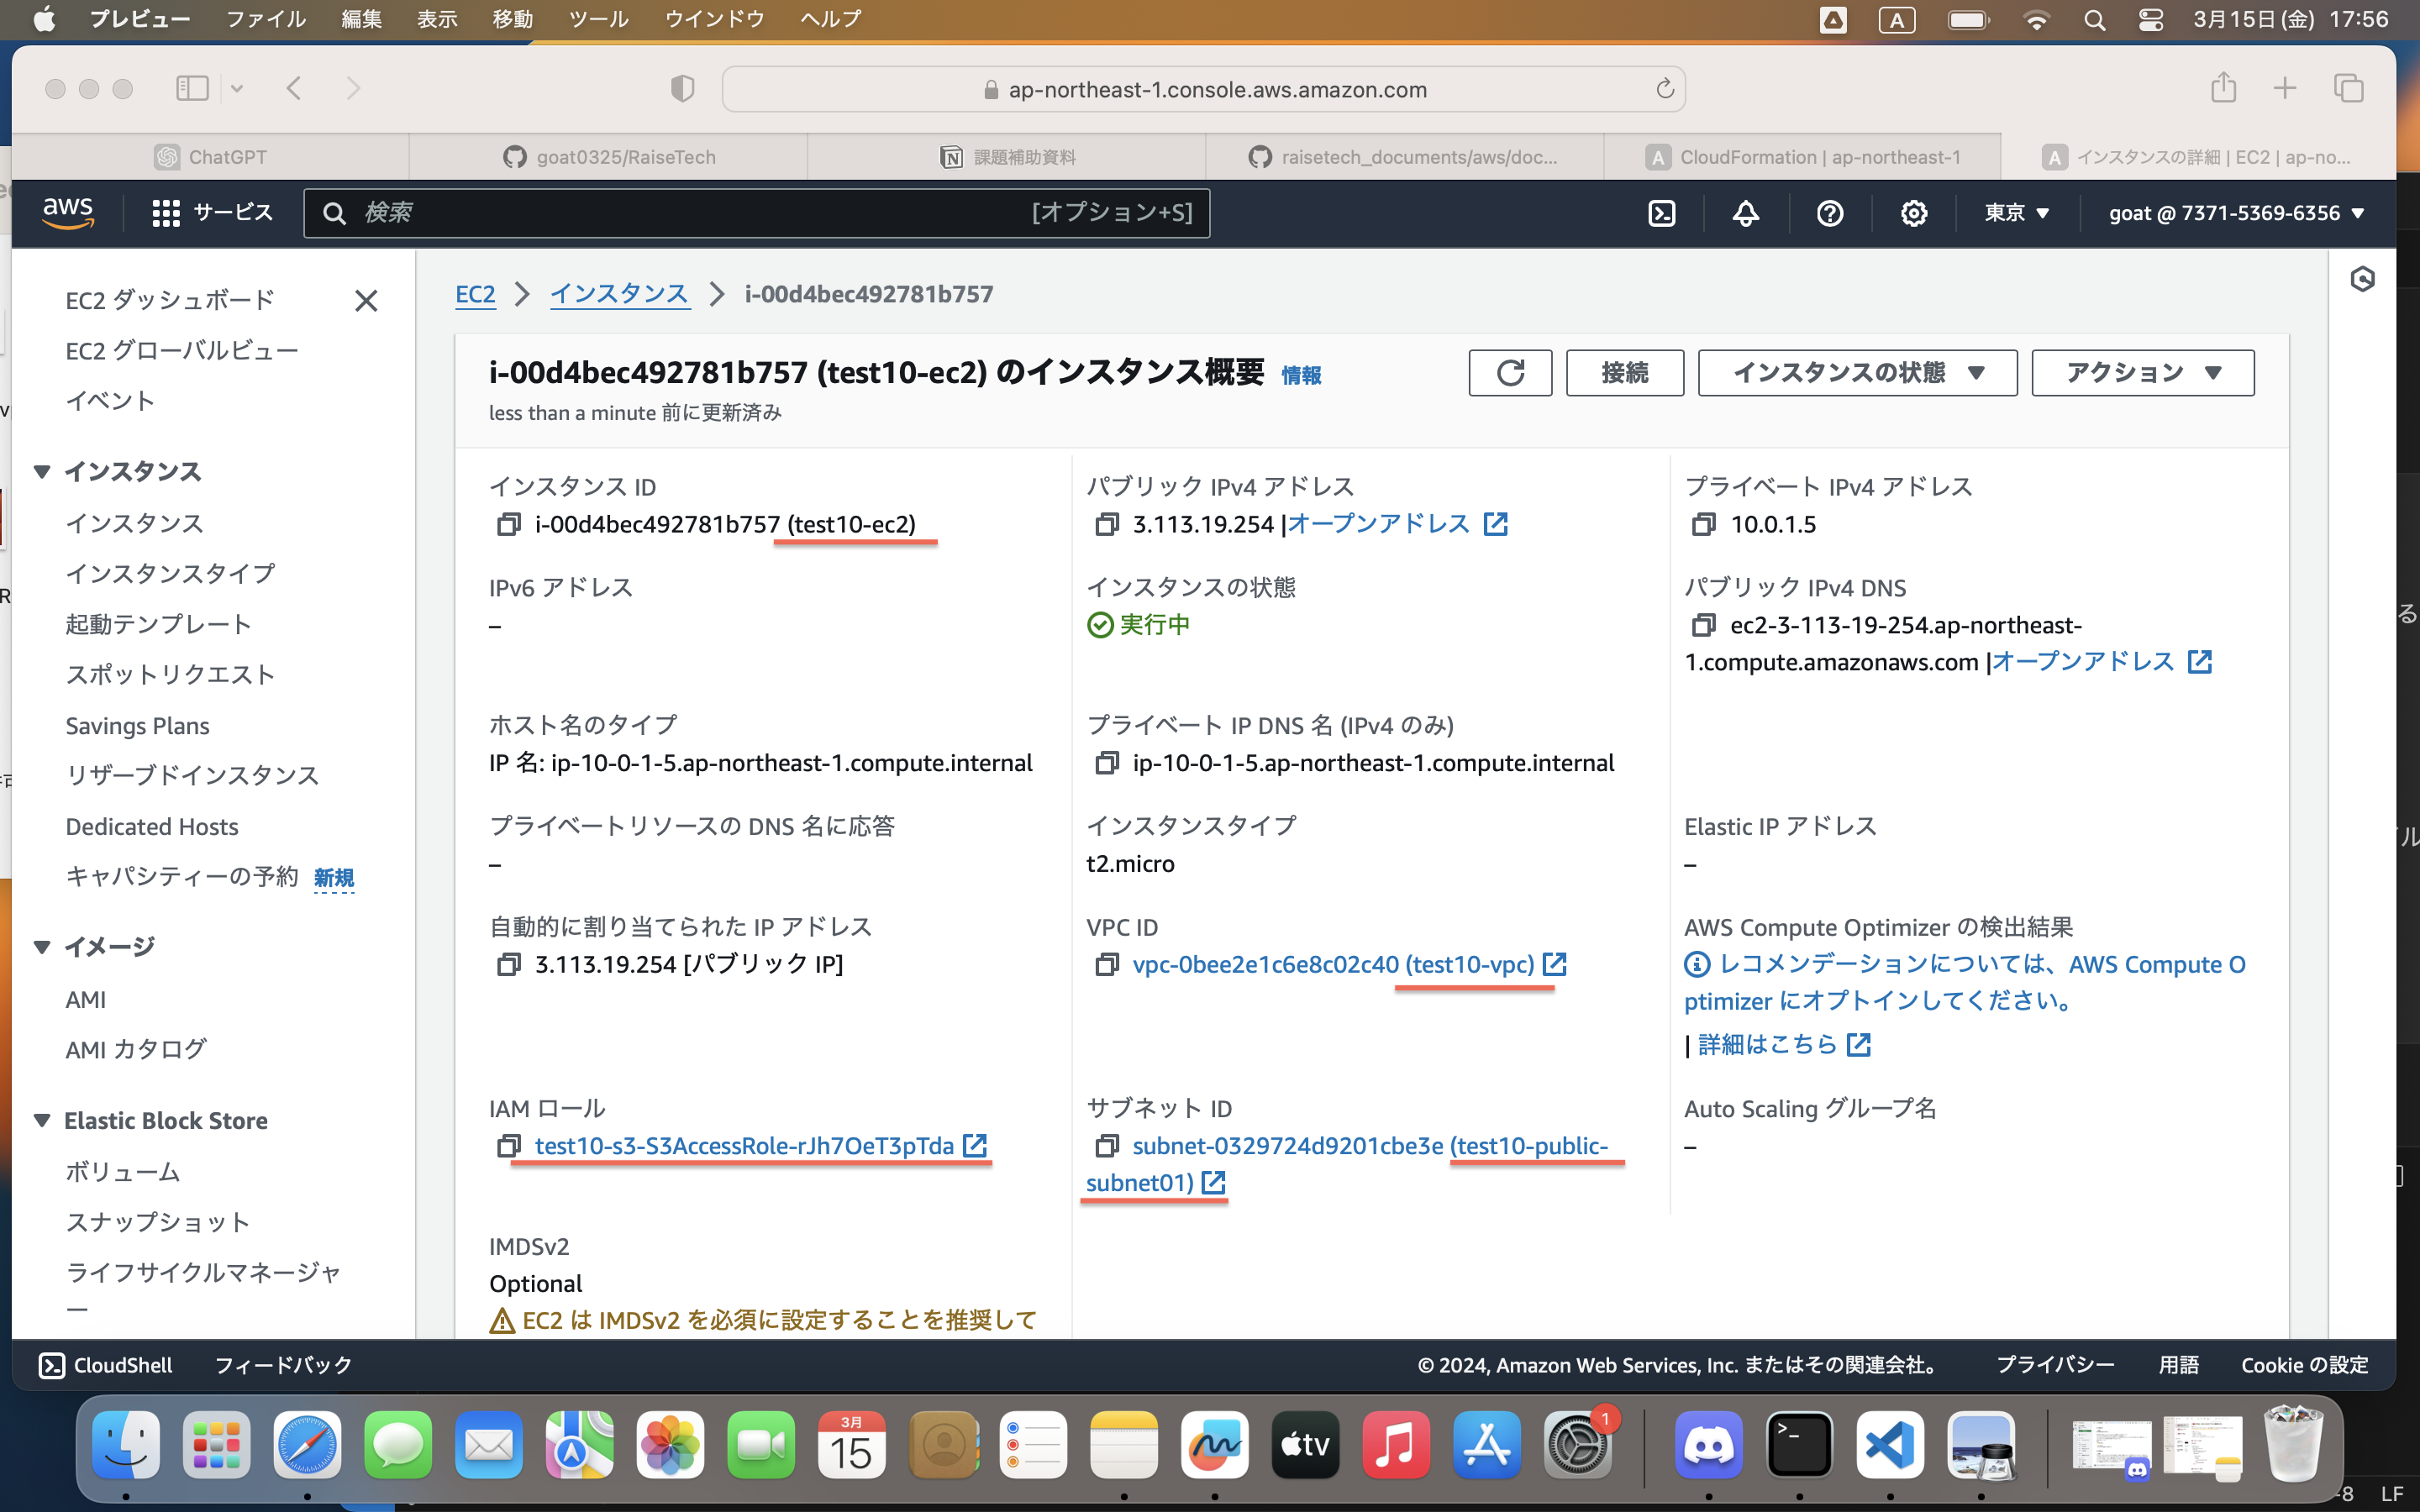 プレビュー ファイル 編集 表示 移動 ツール ウインドウ ヘルプ A 3月15日(金) 17:56
ap-northeast-1.console.aws.amazon.com
ChatGPT goat0325/RaiseTech 課題補助資料 raisetech_documents/aws/doc... A CloudFormation | ap-northeast-1 A インスタンスの詳細 | EC2 | ap-no...
aws サービス 検索 [オプション+S] 東京 ▼ goat @ 7371-5369-6356 ▼
EC2 ダッシュボード
EC2 グローバルビュー
イベント
▼ インスタンス
インスタンス
インスタンスタイプ
起動テンプレート
スポットリクエスト
Savings Plans
リザーブドインスタンス
Dedicated Hosts
キャパシティーの予約 新規
▼ イメージ
AMI
AMI カタログ
▼ Elastic Block Store
ボリューム
スナップショット
ライフサイクルマネージャ
ー
EC2 > インスタンス > i-00d4bec492781b757
i-00d4bec492781b757 (test10-ec2) のインスタンス概要 情報
less than a minute 前に更新済み
接続 インスタンスの状態 ▼ アクション ▼
インスタンス ID
i-00d4bec492781b757 (test10-ec2)
パブリック IPv4 アドレス
3.113.19.254 |オープンアドレス
プライベート IPv4 アドレス
10.0.1.5
IPv6 アドレス
–
インスタンスの状態
実行中
パブリック IPv4 DNS
ec2-3-113-19-254.ap-northeast-
1.compute.amazonaws.com |オープンアドレス
ホスト名のタイプ
IP 名: ip-10-0-1-5.ap-northeast-1.compute.internal
プライベート IP DNS 名 (IPv4 のみ)
ip-10-0-1-5.ap-northeast-1.compute.internal
プライベートリソースの DNS 名に応答
–
インスタンスタイプ
t2.micro
Elastic IP アドレス
–
自動的に割り当てられた IP アドレス
3.113.19.254 [パブリック IP]
VPC ID
vpc-0bee2e1c6e8c02c40 (test10-vpc)
AWS Compute Optimizer の検出結果
レコメンデーションについては、AWS Compute O
ptimizer にオプトインしてください。
| 詳細はこちら
IAM ロール
test10-s3-S3AccessRole-rJh7OeT3pTda
サブネット ID
subnet-0329724d9201cbe3e (test10-public-
subnet01)
Auto Scaling グループ名
–
IMDSv2
Optional
EC2 は IMDSv2 を必須に設定することを推奨して
CloudShell フィードバック © 2024, Amazon Web Services, Inc. またはその関連会社。 プライバシー 用語 Cookie の設定
3月
15
tv
1
-8 LF